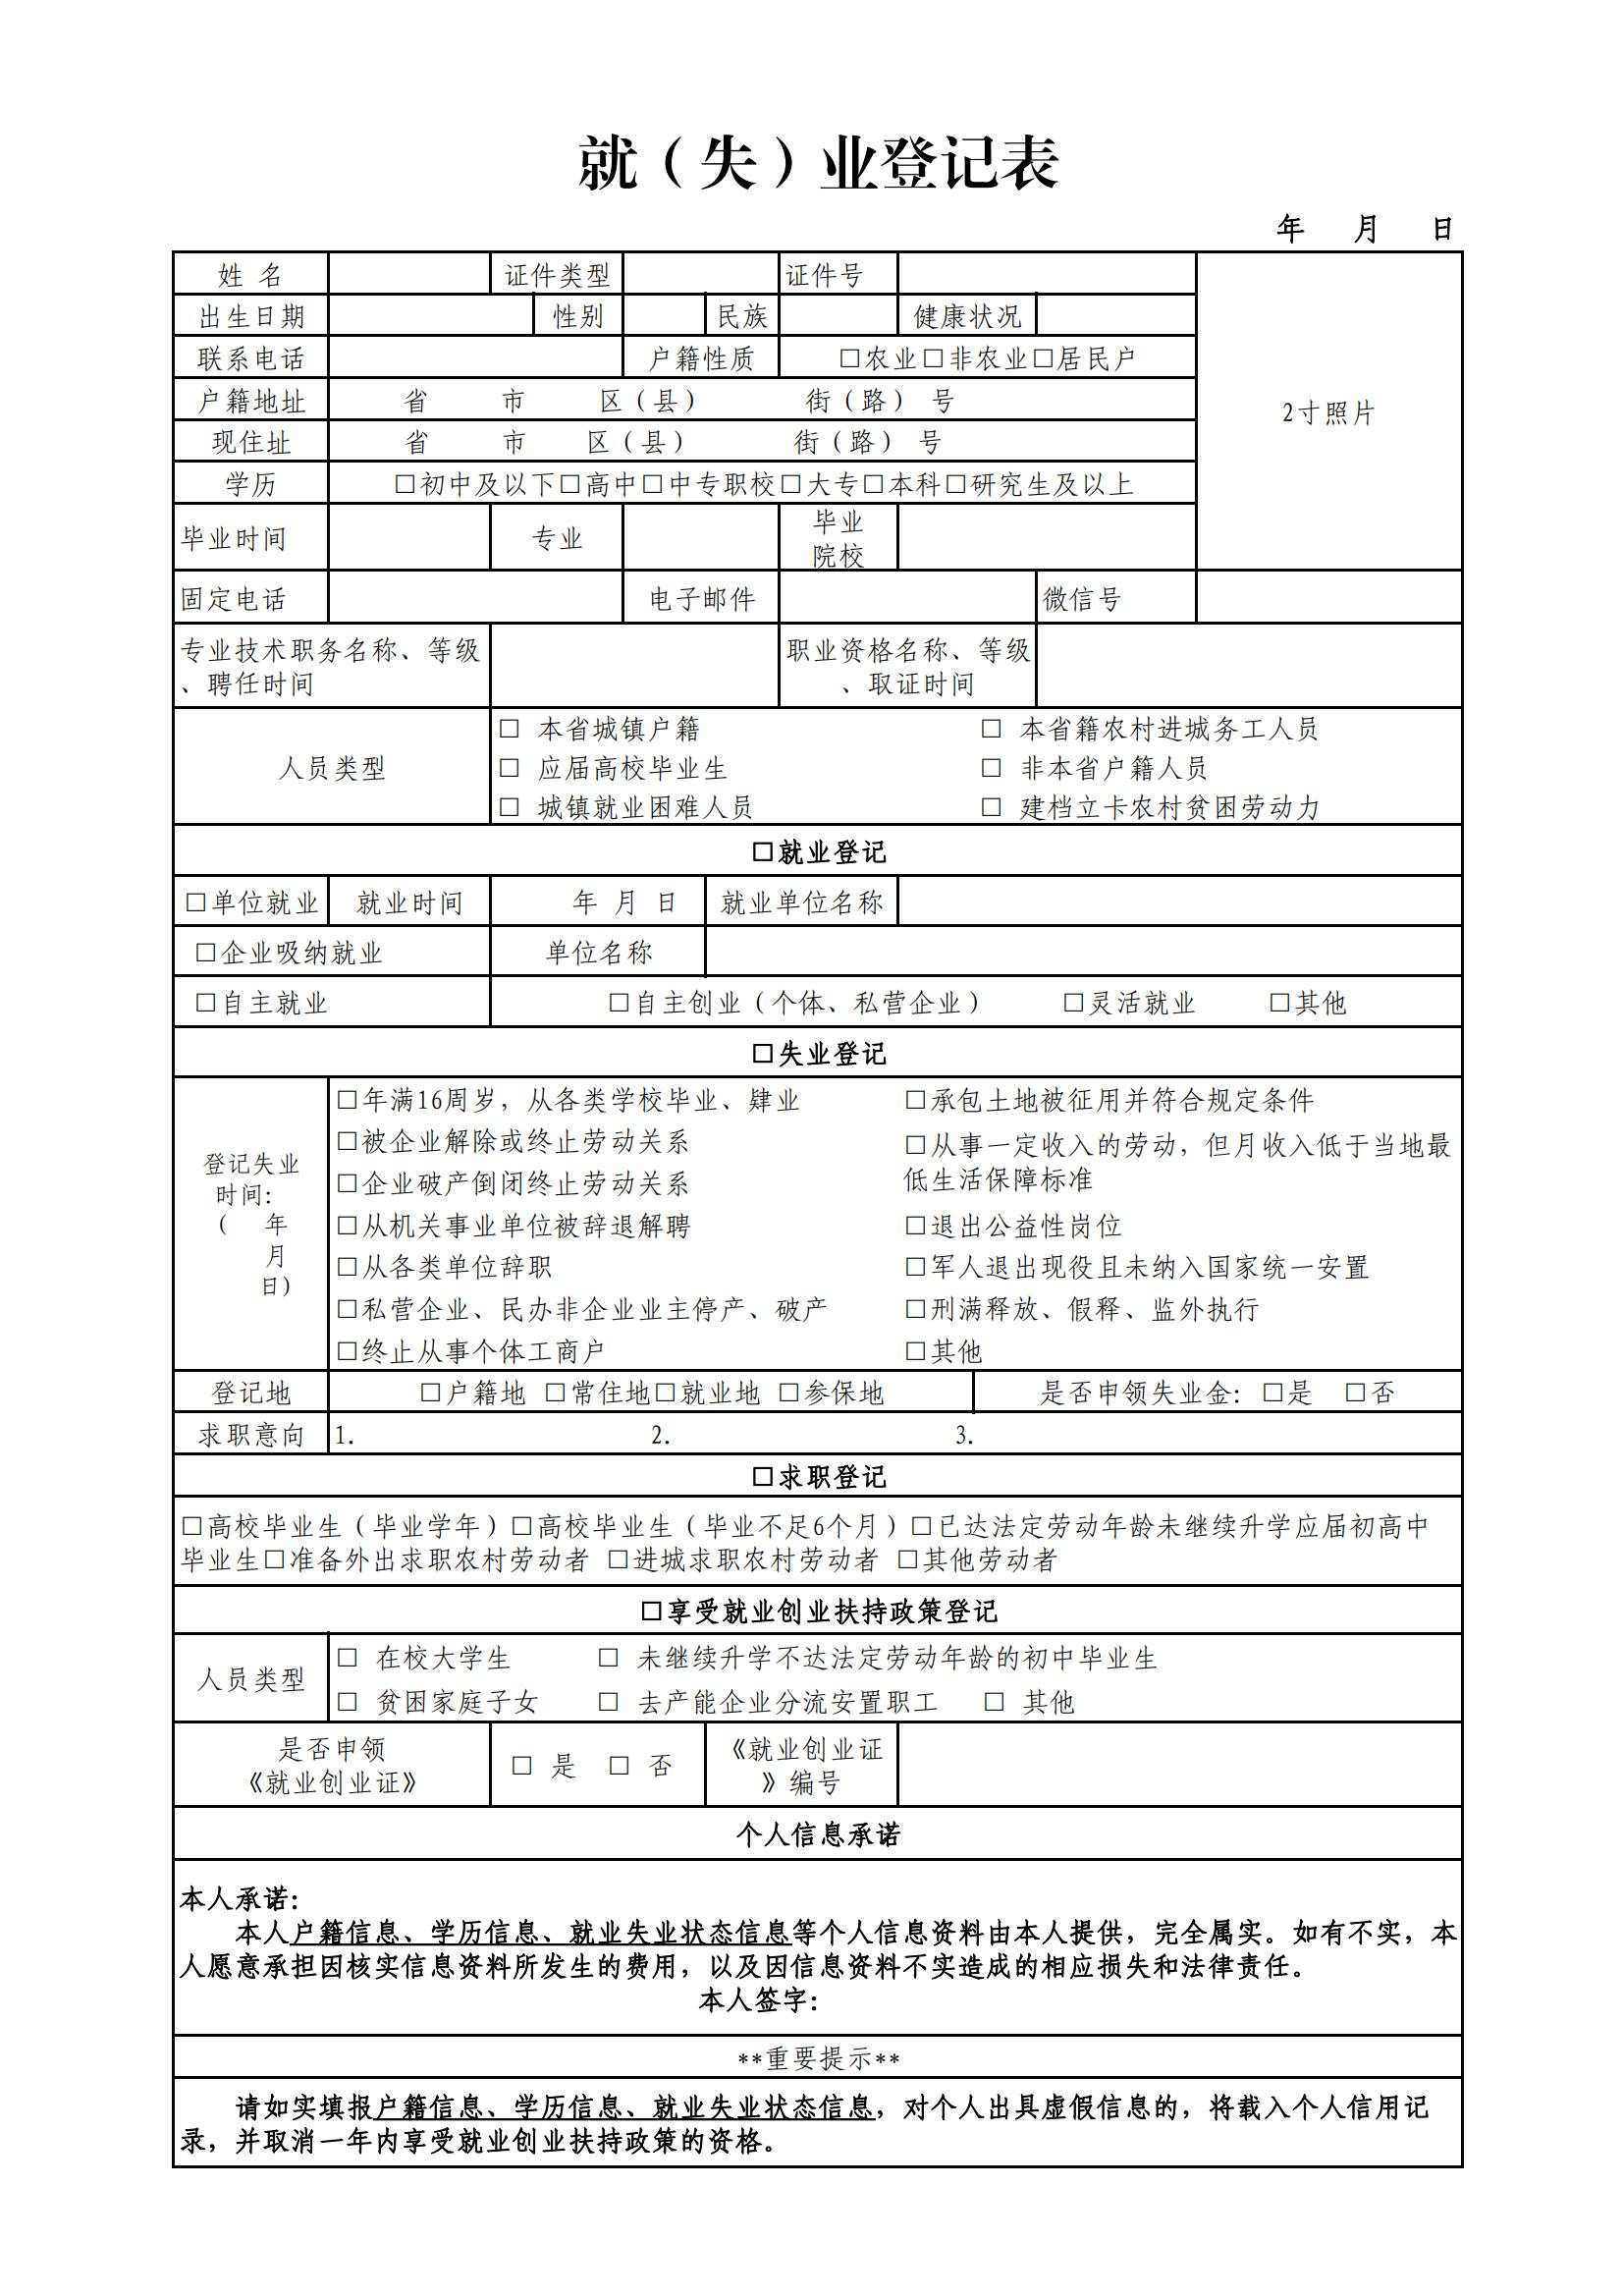 就（失）业登记表
年 月 日
姓 名 证件类型 证件号
出生日期 性别 民族 健康状况
联系电话 户籍性质 □农业□非农业□居民户
户籍地址 省 市 区（县） 街（路） 号
2寸照片
现住址 省 市 区（县） 街（路） 号
学历 □初中及以下□高中□中专职校□大专□本科□研究生及以上
毕业时间 专业 毕业
院校
固定电话 电子邮件 微信号
专业技术职务名称、等级
、聘任时间
职业资格名称、等级
、取证时间
人员类型
□ 本省城镇户籍 □ 本省籍农村进城务工人员
□ 应届高校毕业生 □ 非本省户籍人员
□ 城镇就业困难人员 □ 建档立卡农村贫困劳动力
□就业登记
□单位就业 就业时间 年 月 日 就业单位名称
□企业吸纳就业 单位名称
□自主就业 □自主创业（个体、私营企业） □灵活就业 □其他
□失业登记
登记失业
时间：
（ 年
月
日)
□年满16周岁，从各类学校毕业、肄业
□被企业解除或终止劳动关系
□企业破产倒闭终止劳动关系
□从机关事业单位被辞退解聘
□从各类单位辞职
□私营企业、民办非企业业主停产、破产
□终止从事个体工商户
□承包土地被征用并符合规定条件
□从事一定收入的劳动，但月收入低于当地最
低生活保障标准
□退出公益性岗位
□军人退出现役且未纳入国家统一安置
□刑满释放、假释、监外执行
□其他
登记地 □户籍地 □常住地□就业地 □参保地 是否申领失业金：□是 □否
求职意向 1. 2. 3.
□求职登记
□高校毕业生（毕业学年）□高校毕业生（毕业不足6个月）□已达法定劳动年龄未继续升学应届初高中
毕业生□准备外出求职农村劳动者 □进城求职农村劳动者 □其他劳动者
□享受就业创业扶持政策登记
人员类型
□ 在校大学生 □ 未继续升学不达法定劳动年龄的初中毕业生
□ 贫困家庭子女 □ 去产能企业分流安置职工 □ 其他
是否申领
《就业创业证》
□ 是 □ 否
《就业创业证
》编号
个人信息承诺
本人承诺：
本人户籍信息、学历信息、就业失业状态信息等个人信息资料由本人提供，完全属实。如有不实，本
人愿意承担因核实信息资料所发生的费用，以及因信息资料不实造成的相应损失和法律责任。
本人签字：
**重要提示**
请如实填报户籍信息、学历信息、就业失业状态信息，对个人出具虚假信息的，将载入个人信用记
录，并取消一年内享受就业创业扶持政策的资格。